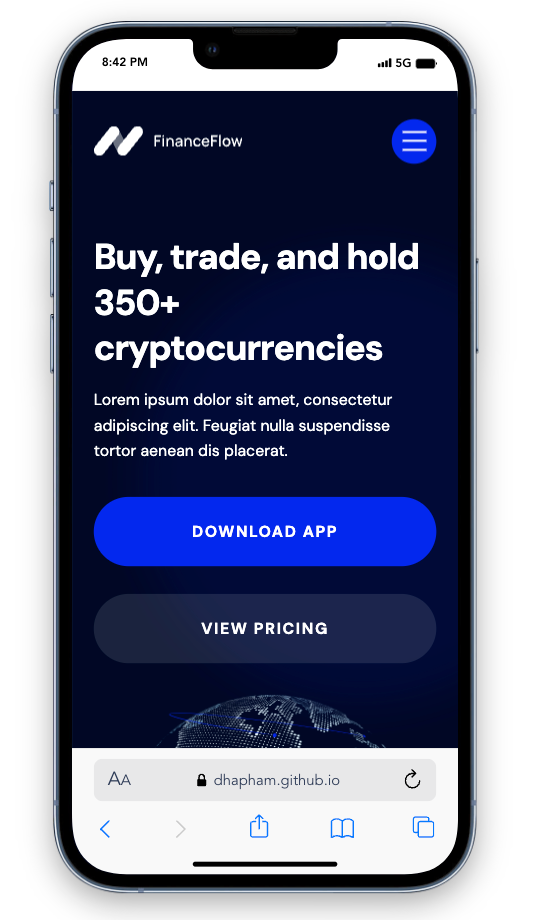 8:42 PM 5G
FinanceFlow
Buy, trade, and hold
350+
cryptocurrencies
Lorem ipsum dolor sit amet, consectetur
adipiscing elit. Feugiat nulla suspendisse
tortor aenean dis placerat.
DOWNLOAD APP
VIEW PRICING
AA dhapham.github.io